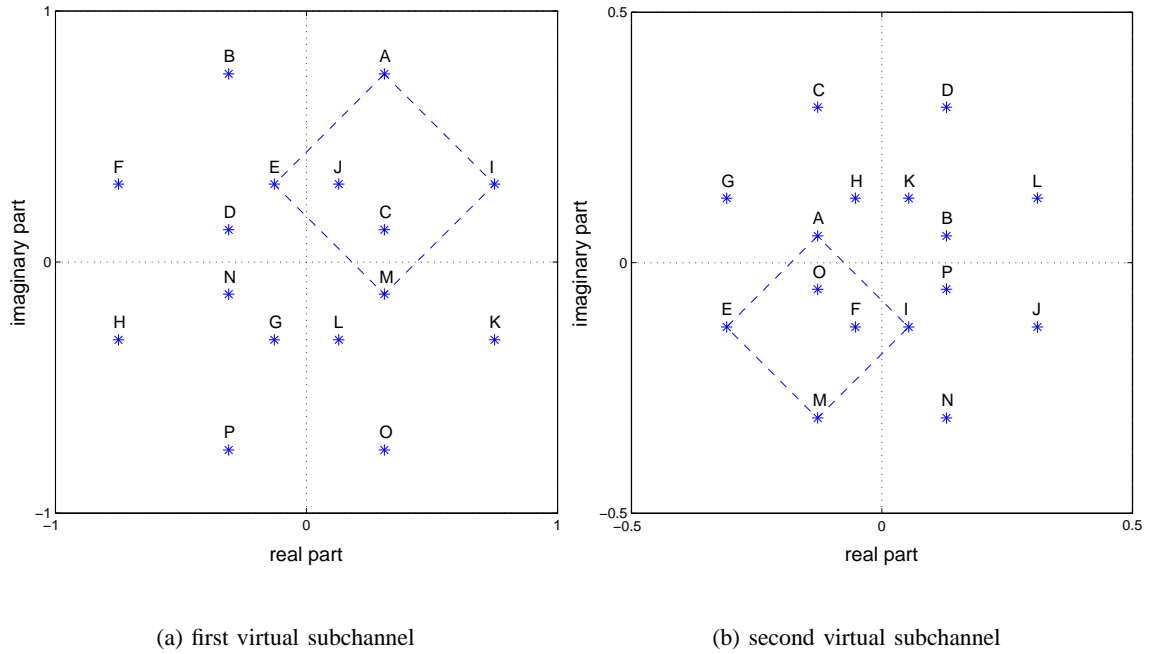 1
B
A
F
E
J
I
D
C
0
N
M
H
G
L
K
P
O
−1
−1
0
1
real part
imaginary part
(a) first virtual subchannel
0.5
C
D
G
H
K
L
A
B
0
O
P
E
F
I
J
M
N
−0.5
−0.5
0
0.5
real part
imaginary part
(b) second virtual subchannel